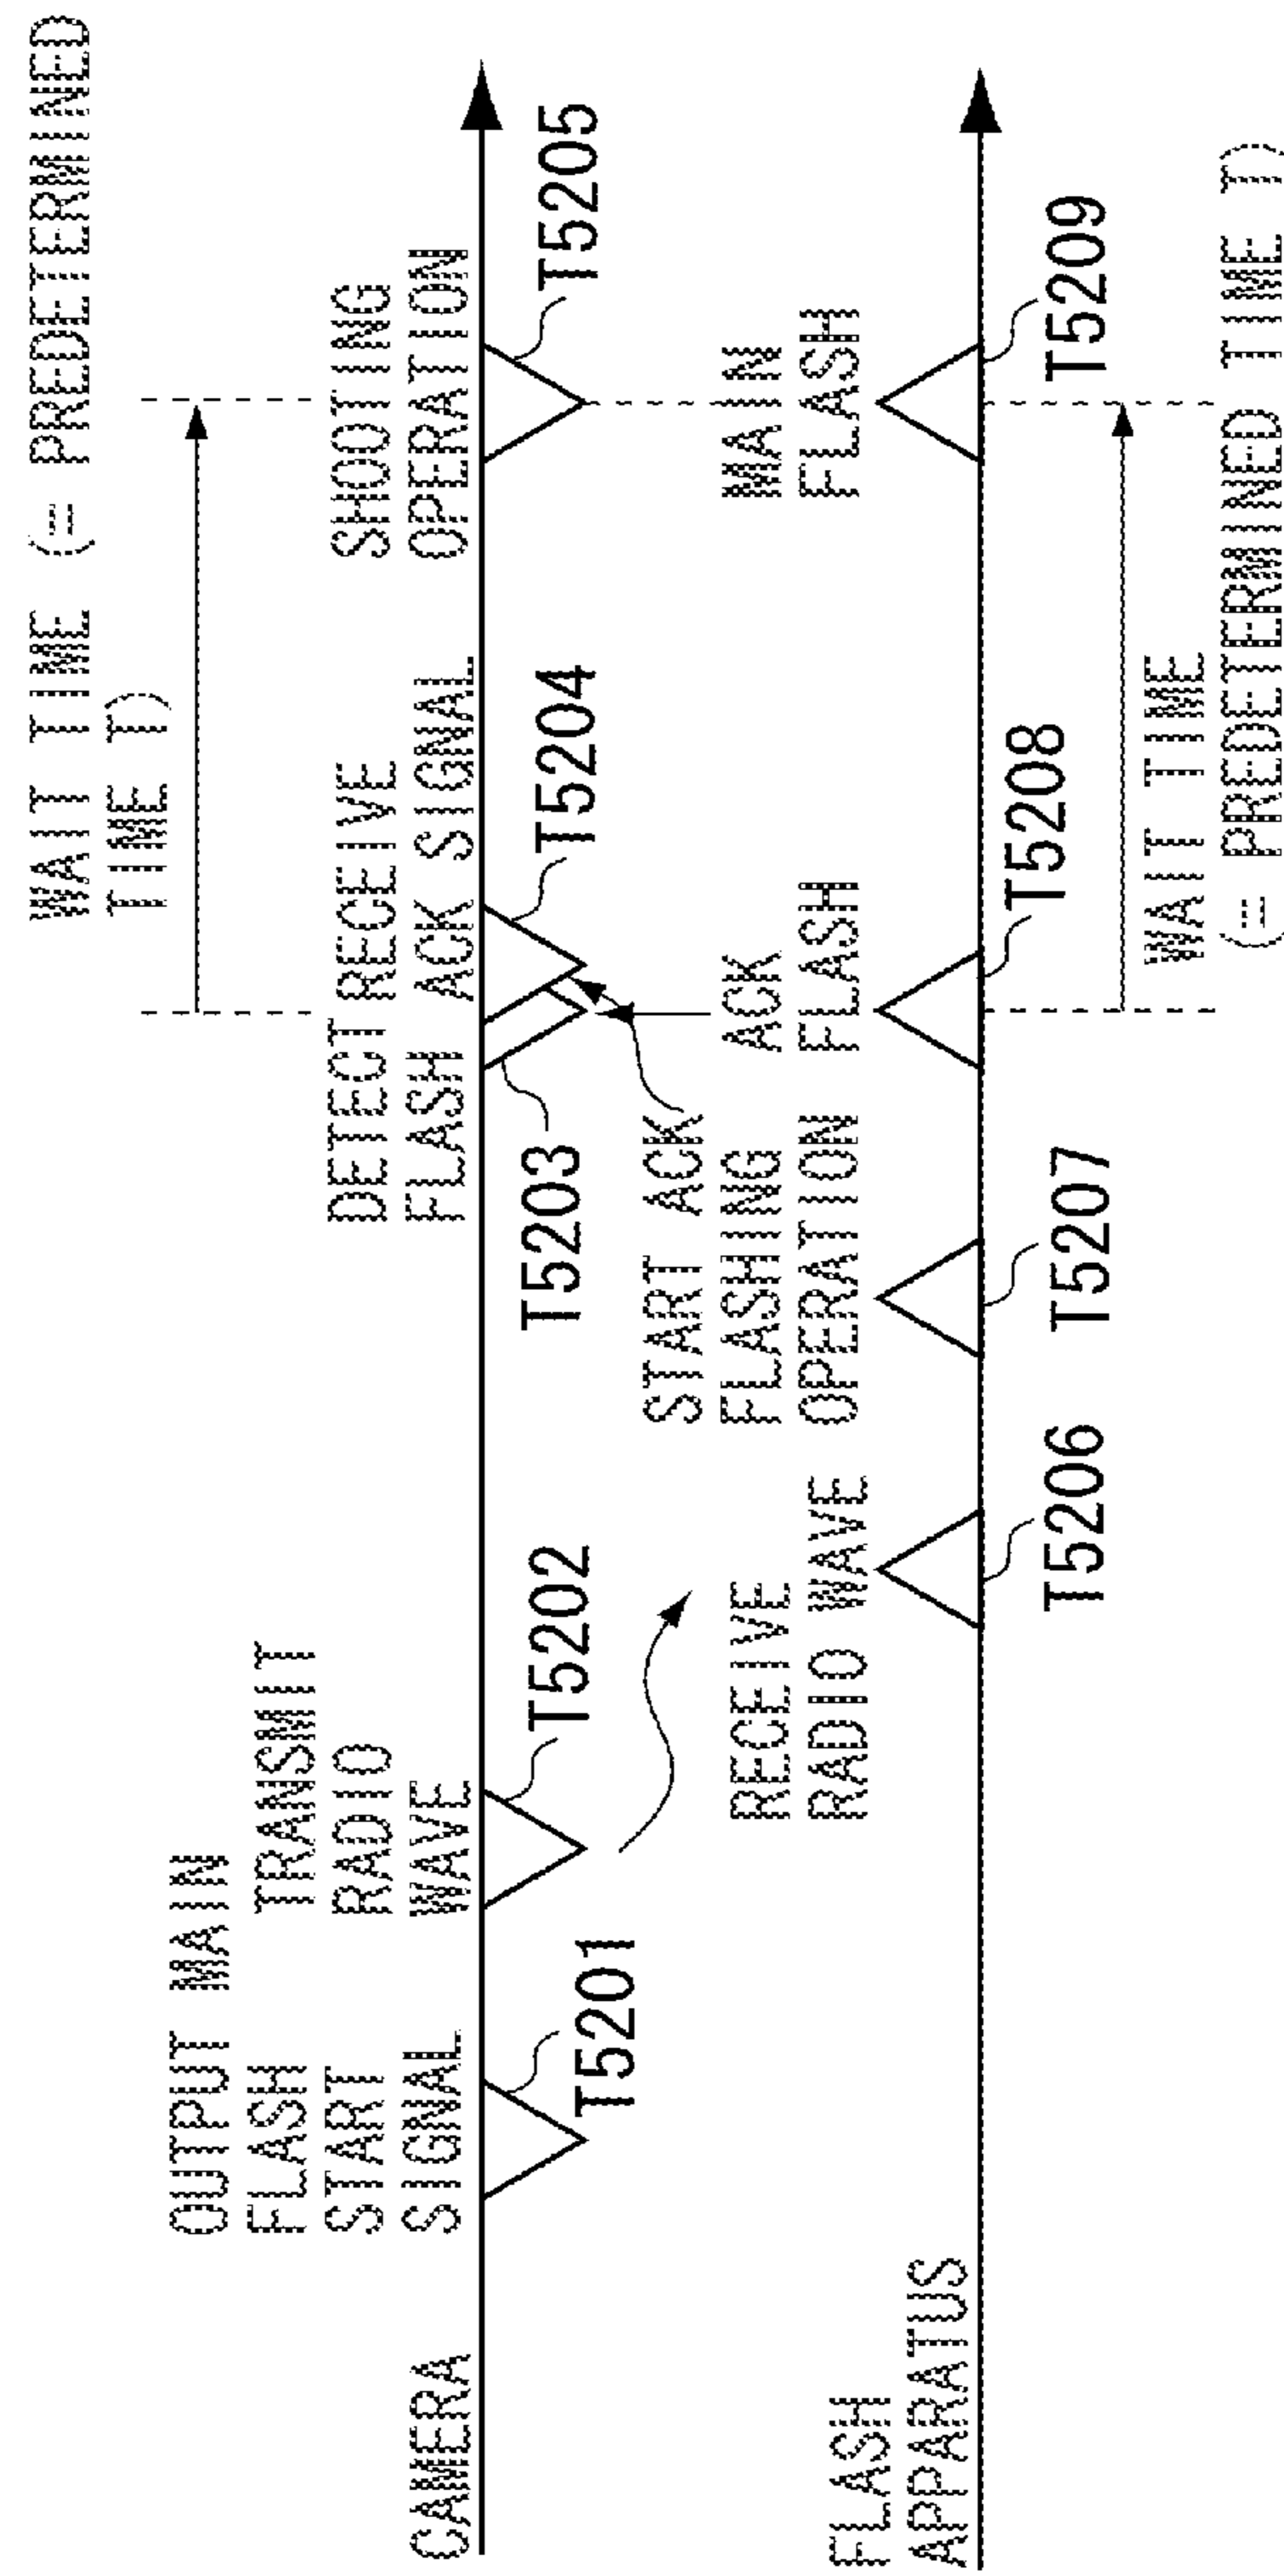 WAIT TIME (= PREDETERMINED
TIME T)
OUTPUT MAIN
FLASH
START
SIGNAL
TRANSMIT
RADIO
WAVE
DETECT
FLASH
RECEIVE
ACK SIGNAL
SHOOTING
OPERATION
CAMERA
T5201
T5202
T5203
T5204
T5205
START ACK
FLASHING
OPERATION
ACK
FLASH
MAIN
FLASH
RECEIVE
RADIO WAVE
FLASH
APPARATUS
T5206
T5207
T5208
T5209
WAIT TIME
(= PREDETERMINED TIME T)